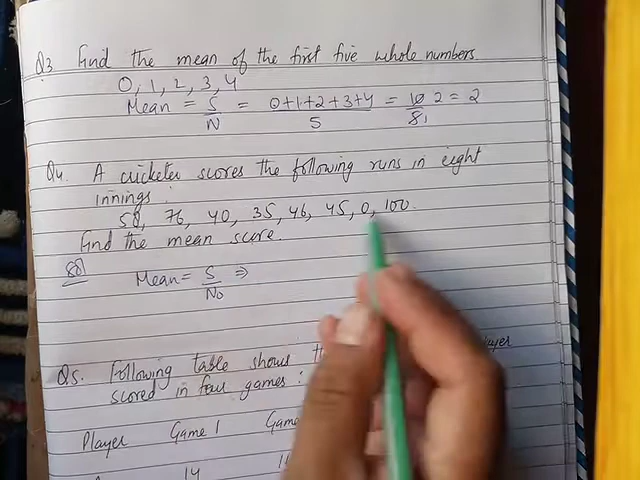 Q3 Find the mean of the first five whole numbers
0, 1, 2, 3, 4
Mean = S/N = 0+1+2+3+4/5 = 10/5 2 = 2
Q4. A cricketer scores the following runs in eight
innings.
58, 76, 40, 35, 46, 45, 0, 100.
Find the mean score.
Mean = S/No ⇒
Q5. Following table shows
scored in four games:
Player Game 1
14